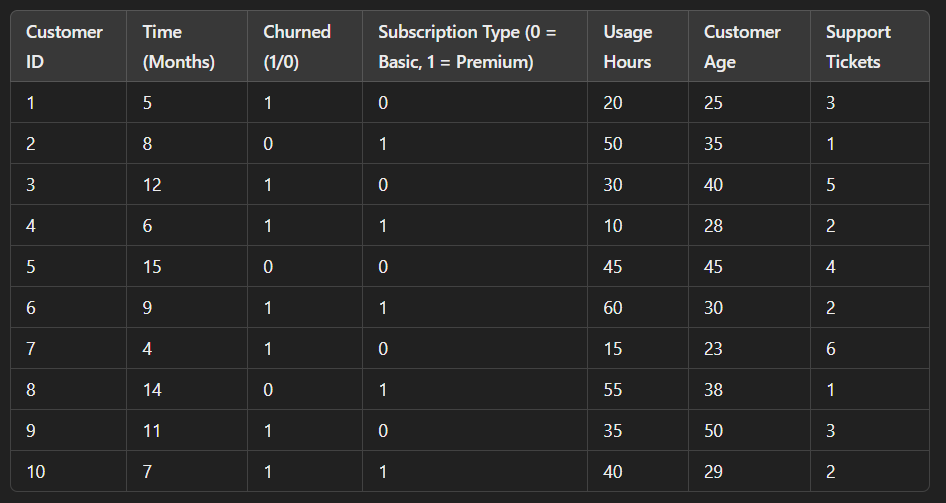 Customer ID Time (Months) Churned (1/0) Subscription Type (0 = Basic, 1 = Premium) Usage Hours Customer Age Support Tickets
1 5 1 0 20 25 3
2 8 0 1 50 35 1
3 12 1 0 30 40 5
4 6 1 1 10 28 2
5 15 0 0 45 45 4
6 9 1 1 60 30 2
7 4 1 0 15 23 6
8 14 0 1 55 38 1
9 11 1 0 35 50 3
10 7 1 1 40 29 2